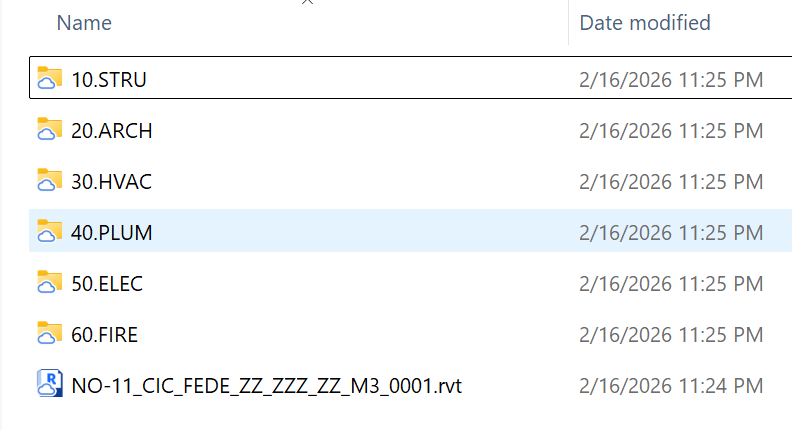 Name Date modified
10.STRU 2/16/2026 11:25 PM
20.ARCH 2/16/2026 11:25 PM
30.HVAC 2/16/2026 11:25 PM
40.PLUM 2/16/2026 11:25 PM
50.ELEC 2/16/2026 11:25 PM
60.FIRE 2/16/2026 11:25 PM
NO-11_CIC_FEDE_ZZ_ZZZ_ZZ_M3_0001.rvt 2/16/2026 11:24 PM